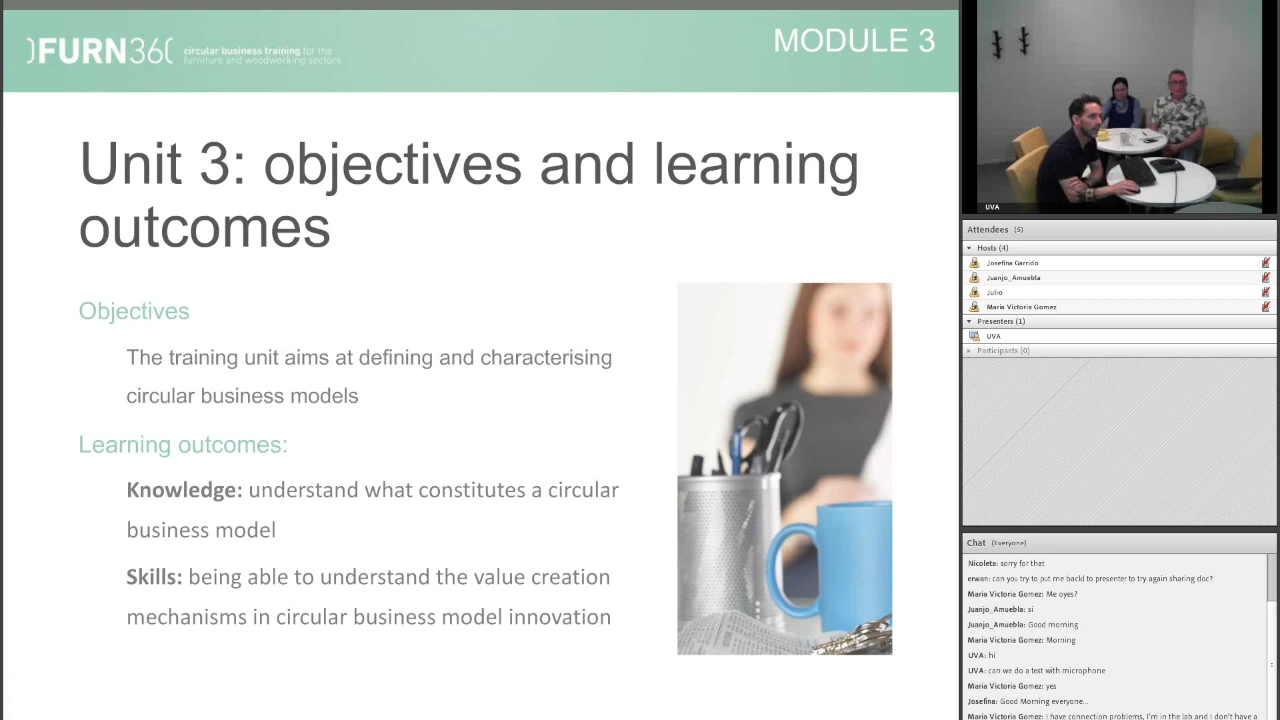 )FURN36(
circular business training for the
furniture and woodworking sectors
MODULE 3
Unit 3: objectives and learning
outcomes
Objectives
The training unit aims at defining and characterising
circular business models
Learning outcomes:
Knowledge: understand what constitutes a circular
business model
Skills: being able to understand the value creation
mechanisms in circular business model innovation
UVA
Attendees (5)
Hosts (4)
Josefina Garrido
Juanjo_Amuebla
Julio
Maria Victoria Gomez
Presenters (1)
UVA
Participants (0)
Chat (Everyone)
Nicoleta: sorry for that
erwan: can you try to put me backl to presenter to try again sharing doc?
Maria Victoria Gomez: Me oyes?
Juanjo_Amuebla: si
Juanjo_Amuebla: Good morning
Maria Victoria Gomez: Morning
UVA: hi
UVA: can we do a test with microphone
Maria Victoria Gomez: yes
Josefina: Good Morning everyone...
Maria Victoria Gomez: I have connection problems, I'm in the lab and I don't have a